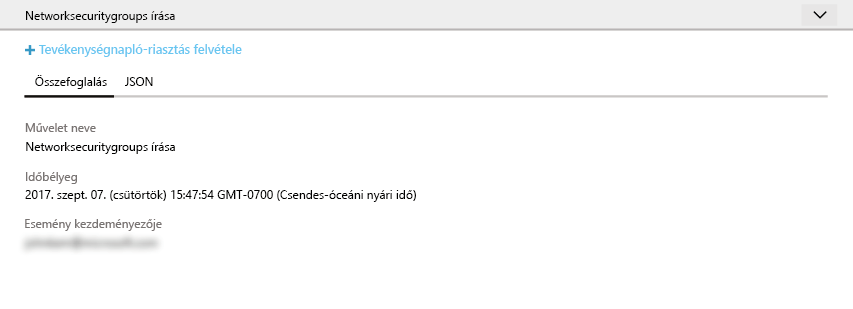 Networksecuritygroups írása
Tevékenységnapló-riasztás felvétele
Összefoglalás JSON
Művelet neve
Networksecuritygroups írása
Időbélyeg
2017. szept. 07. (csütörtök) 15:47:54 GMT-0700 (Csendes-óceáni nyári idő)
Esemény kezdeményezője